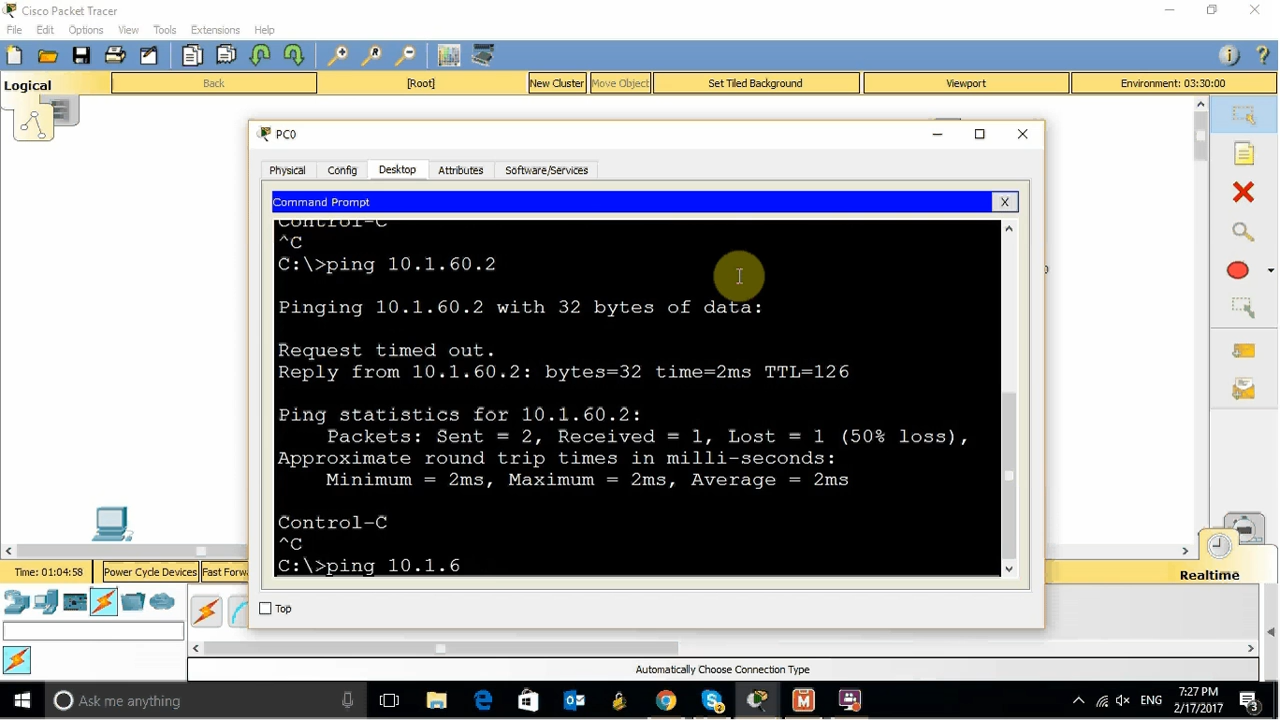 Cisco Packet Tracer
File Edit Options View Tools Extensions Help
Logical
Back
[Root]
New Cluster
Move Object
Set Tiled Background
Viewport
Environment: 03:30:00
PC0
Physical
Config
Desktop
Attributes
Software/Services
Command Prompt
X
Control-C
^C
C:\>ping 10.1.60.2
Pinging 10.1.60.2 with 32 bytes of data:
Request timed out.
Reply from 10.1.60.2: bytes=32 time=2ms TTL=126
Ping statistics for 10.1.60.2:
Packets: Sent = 2, Received = 1, Lost = 1 (50% loss),
Approximate round trip times in milli-seconds:
Minimum = 2ms, Maximum = 2ms, Average = 2ms
Control-C
^C
C:\>ping 10.1.6
Top
Time: 01:04:58
Power Cycle Devices
Fast Forw
Realtime
Automatically Choose Connection Type
Ask me anything
ENG
7:27 PM
2/17/2017